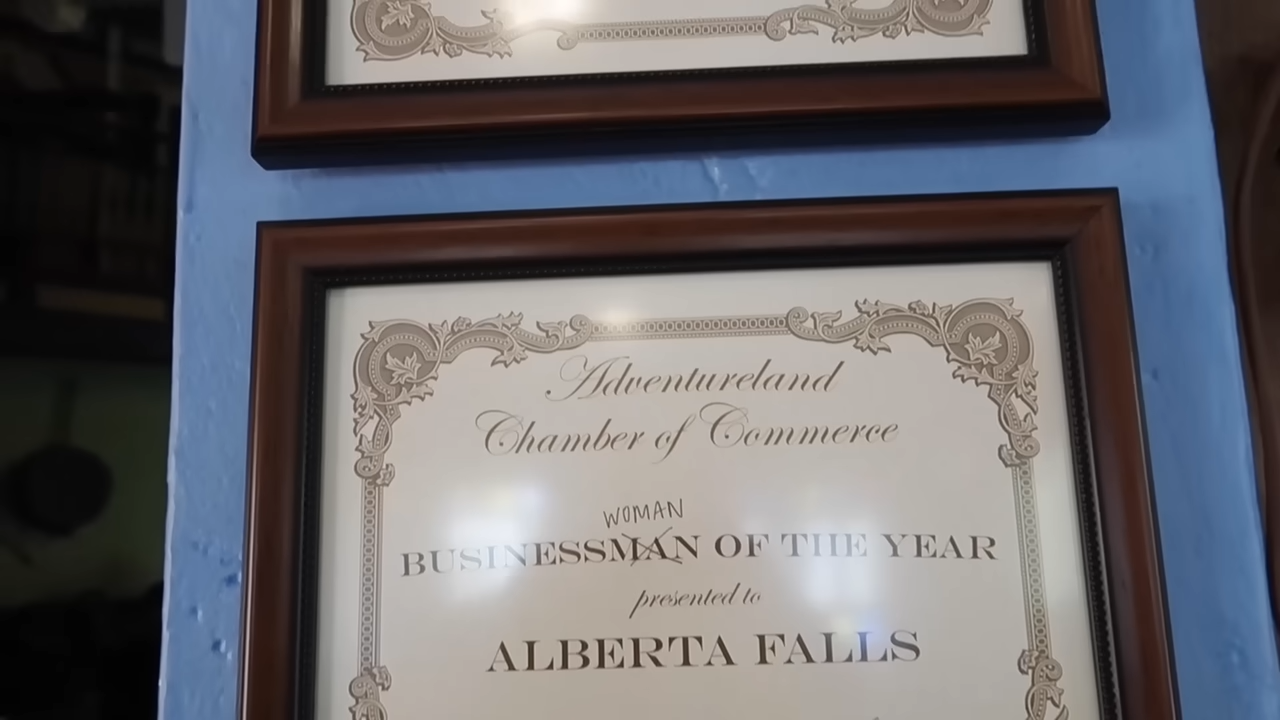 Adventureland
Chamber of Commerce
WOMAN
BUSINESSMAN OF THE YEAR
presented to
ALBERTA FALLS